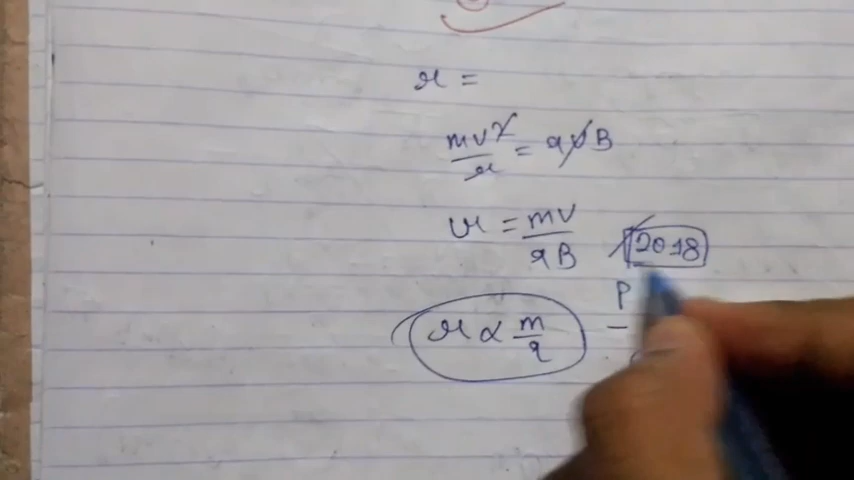 r =
mv²/r = qvB
r = mv/qB 2018
r ∝ m/q P